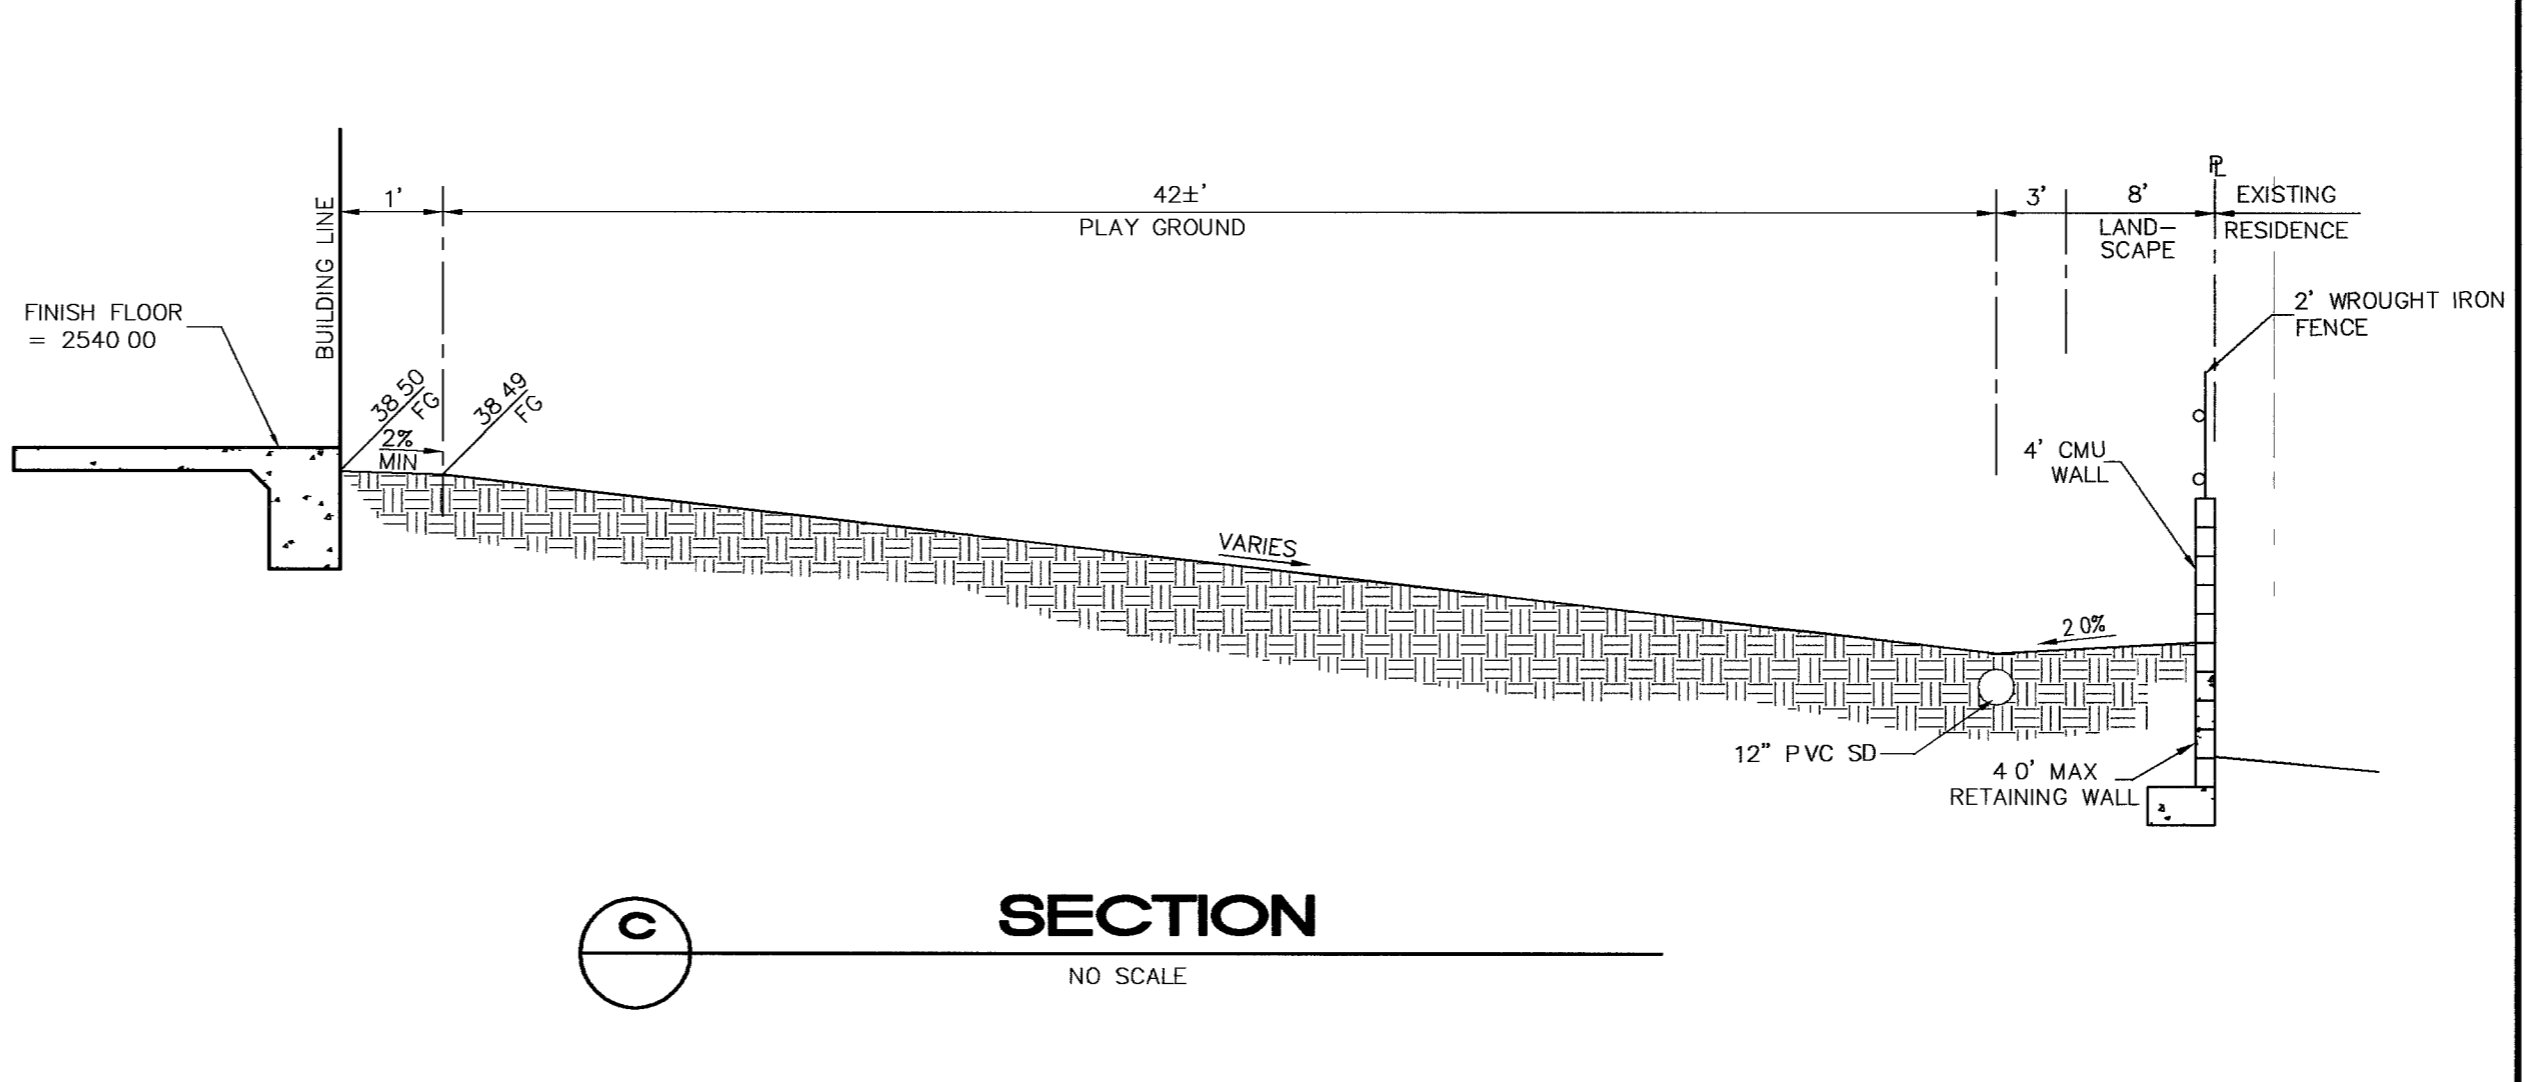 PL
1'
42±'
3'
8'
EXISTING
PLAY GROUND
LAND-
SCAPE
RESIDENCE
BUILDING LINE
FINISH FLOOR
= 2540 00
2' WROUGHT IRON
FENCE
38 50
FG
38 49
FG
2%
MIN
4' CMU
WALL
VARIES
2 0%
12" PVC SD
4 0' MAX
RETAINING WALL
C
SECTION
NO SCALE